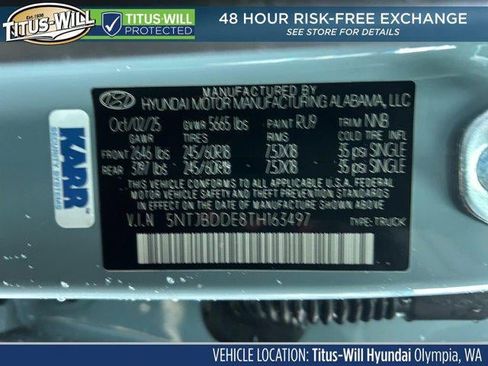 TITUS-WILL
TITUS-WILL
PROTECTED
48 HOUR RISK-FREE EXCHANGE
SEE STORE FOR DETAILS
KARR
SECURITY SYSTEMS
MANUFACTURED BY
HYUNDAI MOTOR MANUFACTURING ALABAMA, LLC
Oct/02/25 GVWR 5665 lbs PAINT RU9 TRIM NNB
GAWR TIRES RIMS COLD TIRE INFL
FRONT 2646 lbs 245/60R18 7.5JX18 35 psi SINGLE
REAR 3197 lbs 245/60R18 7.5JX18 35 psi SINGLE
THIS VEHICLE CONFORMS TO ALL APPLICABLE
FEDERAL MOTOR VEHICLE SAFETY STANDARDS
IN EFFECT ON THE DATE OF MANUFACTURE
SHOWN ABOVE.
V.I.N 5NTJBDDE8TH163497 TYPE:TRUCK
VEHICLE LOCATION: Titus-Will Hyundai Olympia, WA